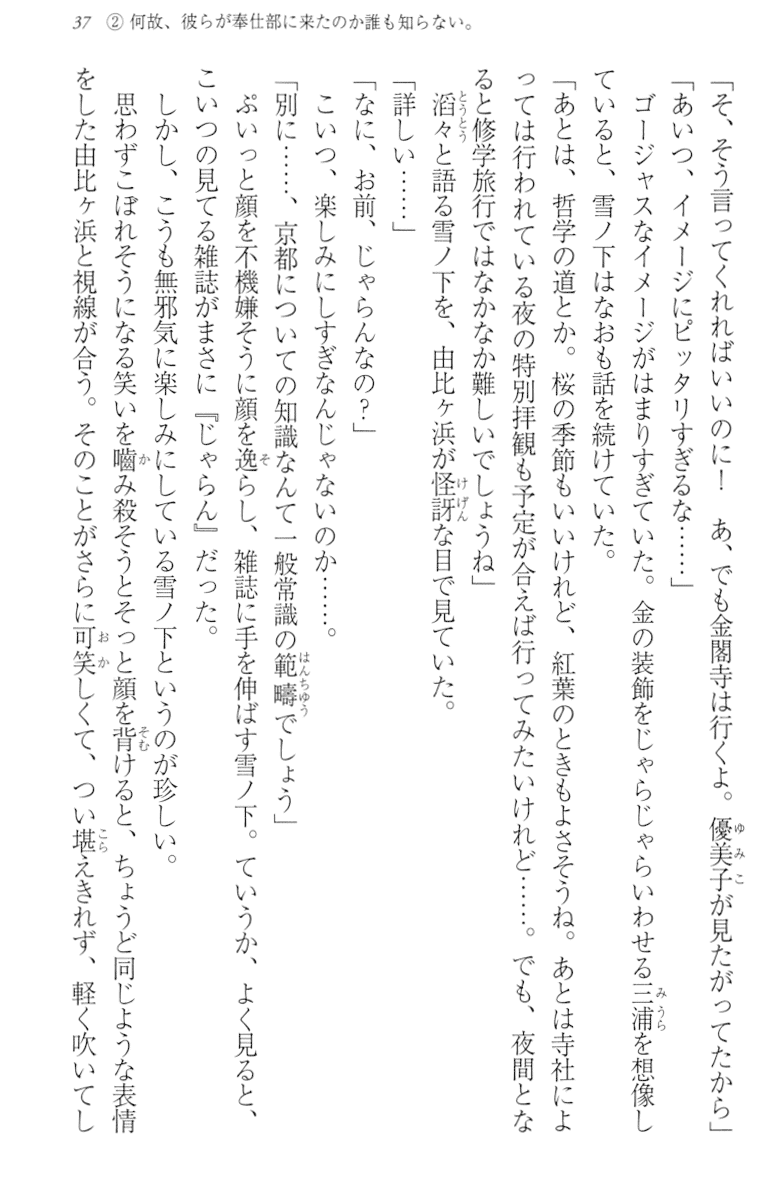 37　② 何故、彼らが奉仕部に来たのか誰も知らない。
「そ、そう言ってくれればいいのに！　あ、でも金閣寺は行くよ。優美子が見たがってたから」
「あいつ、イメージにピッタリすぎるな……」
　ゴージャスなイメージがはまりすぎていた。金の装飾をじゃらじゃらいわせる三浦を想像し
ていると、雪ノ下はなおも話を続けていた。
「あとは、哲学の道とか。桜の季節もいいけれど、紅葉のときもよさそうね。あとは寺社によ
っては行われている夜の特別拝観も予定が合えば行ってみたいけれど……。でも、夜間とな
ると修学旅行ではなかなか難しいでしょうね」
　滔々と語る雪ノ下を、由比ヶ浜が怪訝な目で見ていた。
「詳しい……」
「なに、お前、じゃらんなの？」
　こいつ、楽しみにしすぎなんじゃないのか……。
「別に……、京都についての知識なんて一般常識の範疇でしょう」
　ぷいっと顔を不機嫌そうに顔を逸らし、雑誌に手を伸ばす雪ノ下。ていうか、よく見ると、
こいつの見てる雑誌がまさに『じゃらん』だった。
　しかし、こうも無邪気に楽しみにしている雪ノ下というのが珍しい。
　思わずこぼれそうになる笑いを嚙み殺そうとそっと顔を背けると、ちょうど同じような表情
をした由比ヶ浜と視線が合う。そのことがさらに可笑しくて、つい堪えきれず、軽く吹いてし